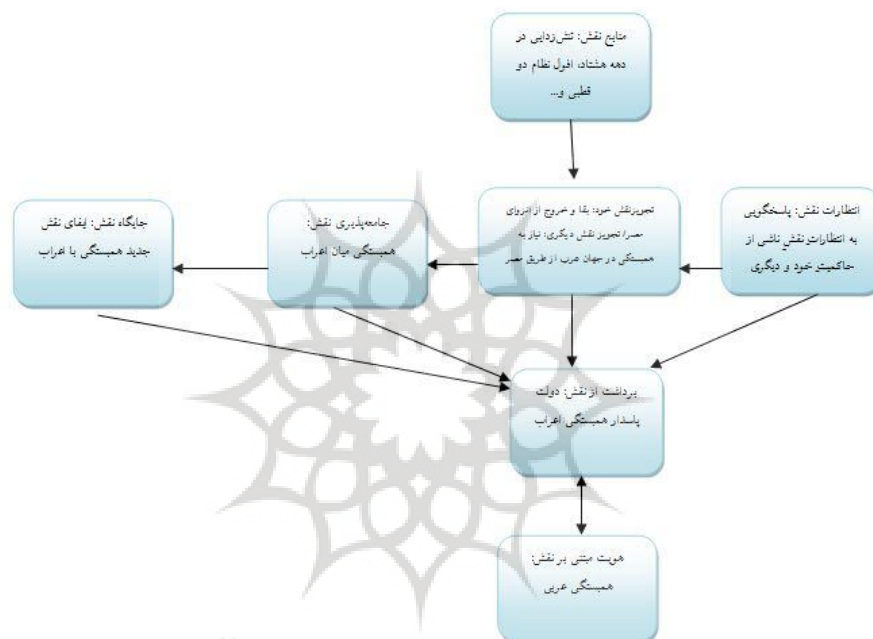 منابع نقش: تنش‌زدایی در
دهه هشتاد، افول نظام دو
قطبی و...
انتظارات نقش: پاسخگویی
به انتظارات نقشِ ناشی از
حاکمیتِ خود و دیگری
تجویز‌نقش خود: بقا و خروج از انزوای
مصر/ تجویز نقش دیگری: نیاز به
همبستگی در جهان عرب از طریق مصر
جامعه‌پذیری نقش:
همبستگی میان اعراب
جایگاه نقش: ایفای نقش
جدید همبستگی با اعراب
برداشت از نقش: دولت
پاسدار همبستگی اعراب
هویت مبتنی بر نقش:
همبستگی عربی